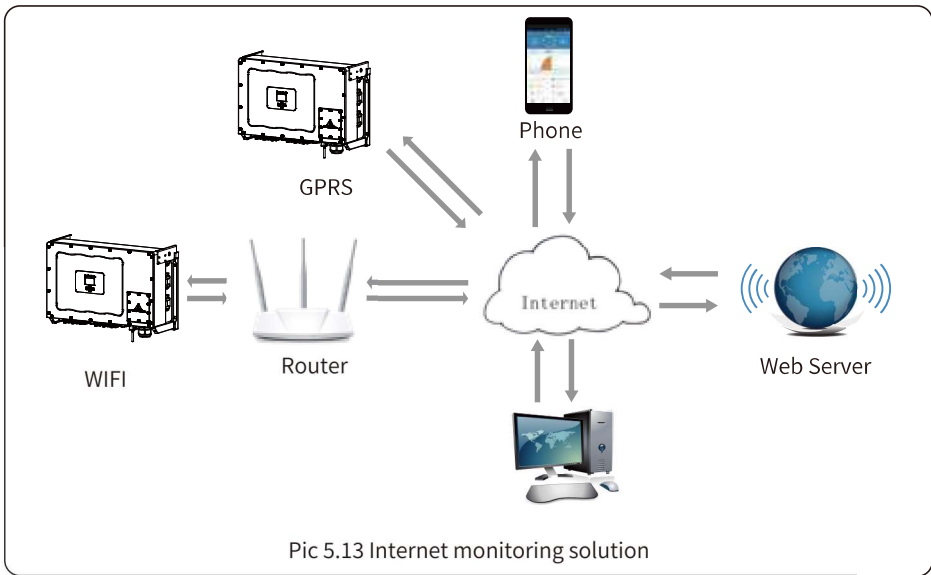 Phone
GPRS
Internet
WIFI
Router
Web Server
Pic 5.13 Internet monitoring solution